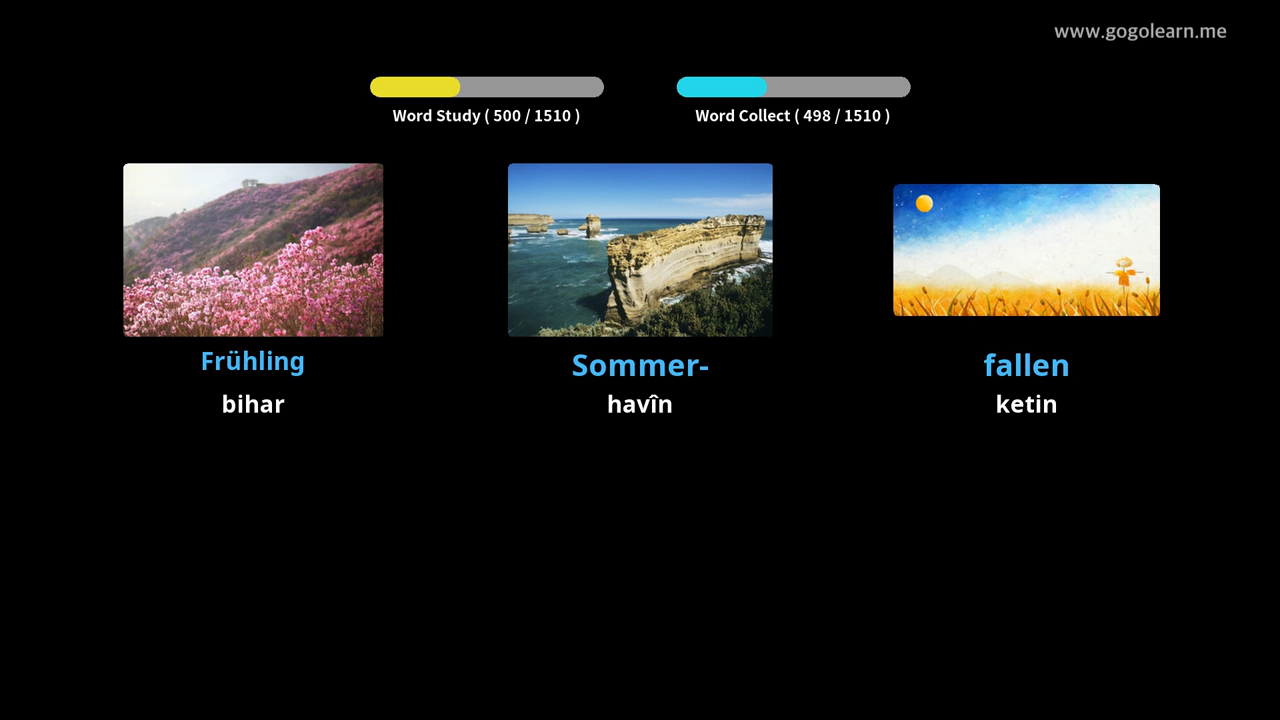 www.gogolearn.me
Word Study ( 500 / 1510 )
Word Collect ( 498 / 1510 )
Frühling
Sommer-
fallen
bihar
havîn
ketin